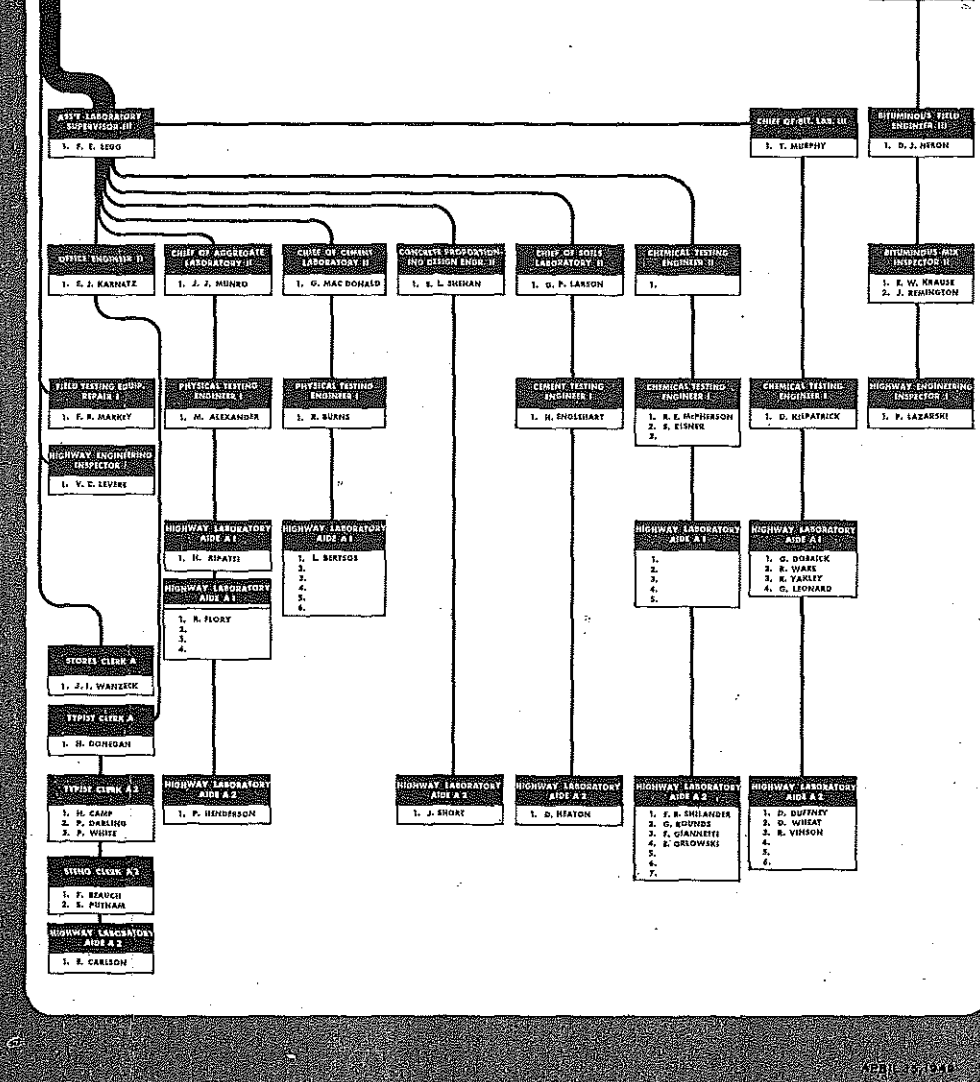 ASS'T LABORATORY
SUPERVISOR III
1. F. E. LEGG
CHIEF OF BIT. LAB. III
1. T. MURPHY
BITUMINOUS FIELD
ENGINEER III
1. D. J. HERON
OFFICE ENGINEER II
1. E. J. KARNATZ
CHIEF OF AGGREGATE
LABORATORY II
1. J. J. MUNRO
CHIEF OF CEMENT
LABORATORY II
1. G. MAC DONALD
CONCRETE PROPORTION-
ING DESIGN ENGR. II
1. B. L. SHEHAN
CHIEF OF SOILS
LABORATORY II
1. O. P. LARSON
CHEMICAL TESTING
ENGINEER II
1.
BITUMINOUS MIX
INSPECTOR II
1. E. W. KRAUSE
2. J. REMINGTON
FIELD TESTING EQUIP.
REPAIR I
1. F. R. MARKEY
PHYSICAL TESTING
ENGINEER I
1. M. ALEXANDER
PHYSICAL TESTING
ENGINEER I
1. R. BURNS
CEMENT TESTING
ENGINEER I
1. H. ENGLEHART
CHEMICAL TESTING
ENGINEER I
1. R. E. McPHERSON
2. S. EISNER
3.
CHEMICAL TESTING
ENGINEER I
1. D. KILPATRICK
HIGHWAY ENGINEERING
INSPECTOR I
1. P. LAZARSKI
HIGHWAY ENGINEERING
INSPECTOR I
1. V. C. LEVERE
HIGHWAY LABORATORY
AIDE A 1
1. H. RIPATTI
HIGHWAY LABORATORY
AIDE A 1
1. L. BERTSOS
2.
3.
4.
5.
6.
HIGHWAY LABORATORY
AIDE A 1
1.
2.
3.
4.
5.
HIGHWAY LABORATORY
AIDE A 1
1. G. DOBRICK
2. R. WARE
3. R. YAKLEY
4. G. LEONARD
HIGHWAY LABORATORY
AIDE A 1
1. R. FLORY
2.
3.
4.
STORES CLERK A
1. J. I. WANZECK
TYPIST CLERK A
1. H. DONEGAN
TYPIST CLERK A 2
1. H. CAMP
2. P. DARLING
3. P. WHITE
HIGHWAY LABORATORY
AIDE A 2
1. P. HENDERSON
HIGHWAY LABORATORY
AIDE A 2
1. J. SHORT
HIGHWAY LABORATORY
AIDE A 2
1. D. HEATON
HIGHWAY LABORATORY
AIDE A 2
1. F. R. SHILANDER
2. G. ROUNDS
3. F. GIANNETTI
4. E. ORLOWSKI
5.
6.
7.
HIGHWAY LABORATORY
AIDE A 2
1. D. DUFFNEY
2. D. WHEAT
3. R. VINSON
4.
5.
6.
STENO CLERK A 2
1. F. BEAUCH
2. S. PUTNAM
HIGHWAY LABORATORY
AIDE A 2
1. R. CARLSON
APRIL 15, 1948